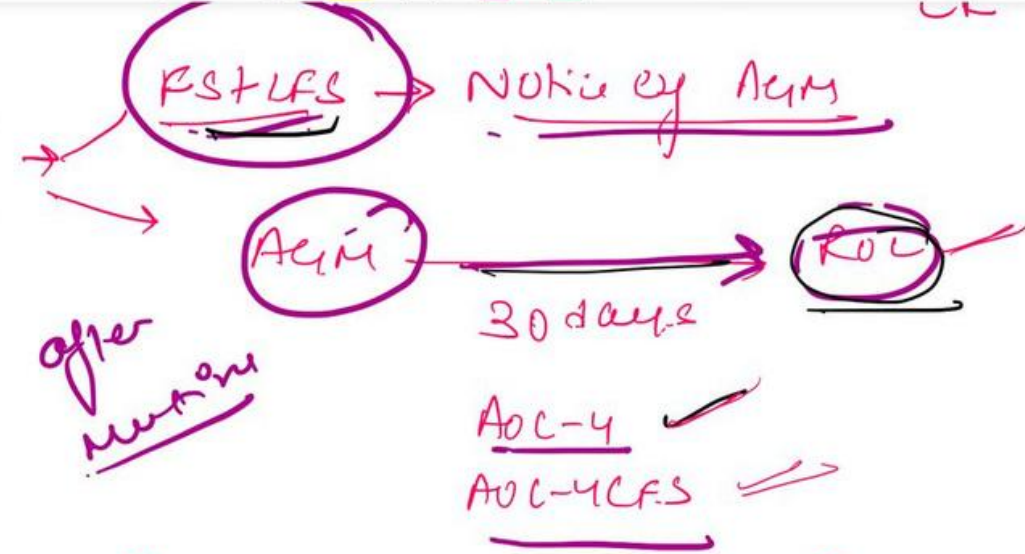 FS+CFS → Notice of AGM
AGM → ROC
30 days
after
AOC-4 ✓
AOC-4CFS